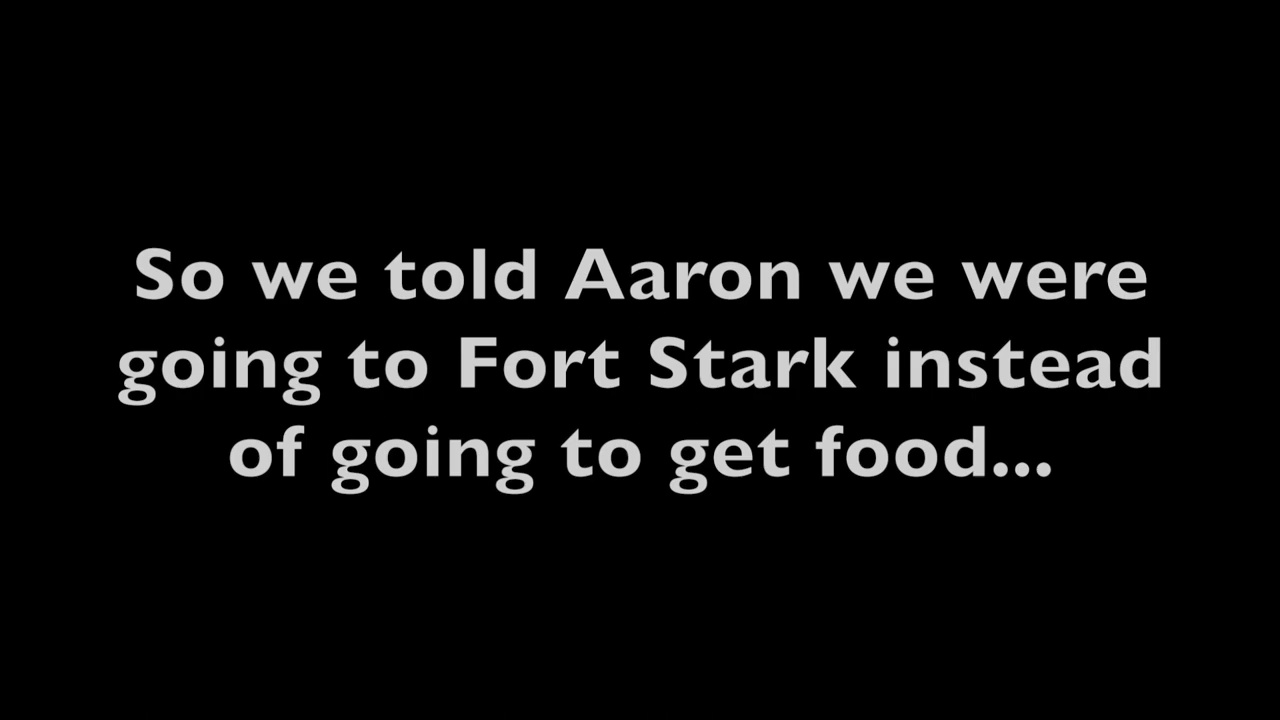 So we told Aaron we were
going to Fort Stark instead
of going to get food...